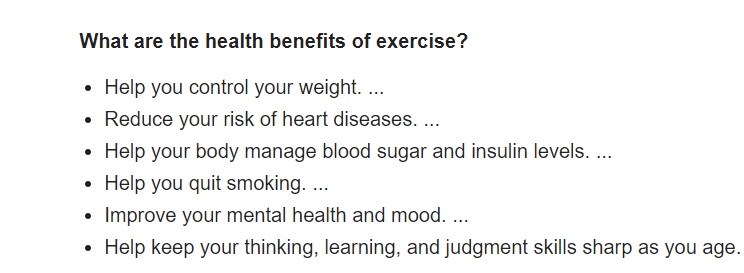 What are the health benefits of exercise?
• Help you control your weight. ...
• Reduce your risk of heart diseases. ...
• Help your body manage blood sugar and insulin levels. ...
• Help you quit smoking. ...
• Improve your mental health and mood. ...
• Help keep your thinking, learning, and judgment skills sharp as you age.